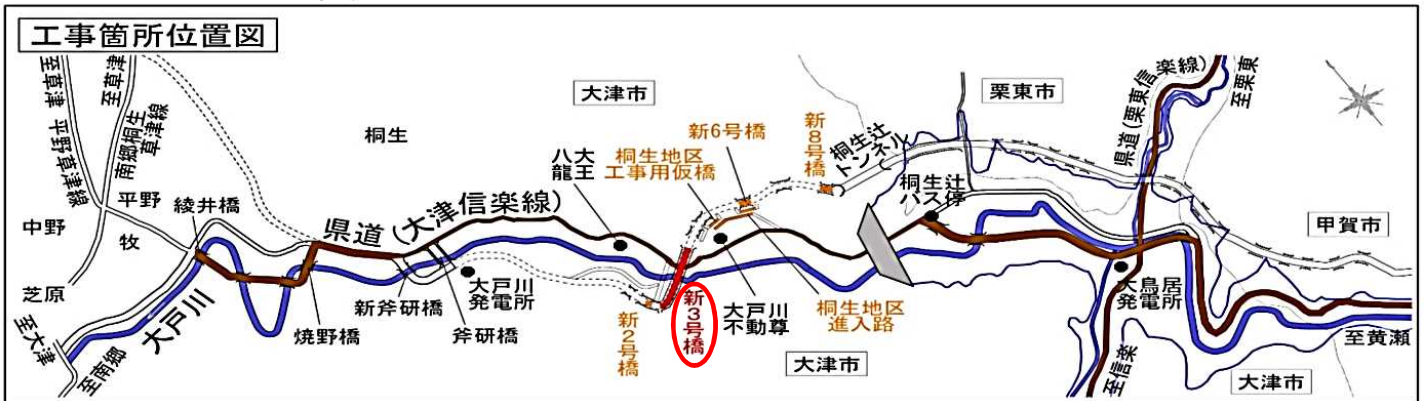 工事箇所位置図
至草津 平野草津線
至草津
南郷桐生草津線
桐生
大津市
新6号橋
新8号橋
桐生辻トンネル
栗東市
県道(栗東信楽線)
至栗東
中野
平野
牧
綾井橋
県道(大津信楽線)
八大龍王
桐生地区
工事用仮橋
桐生辻
バス停
甲賀市
芝原
至大津
大戸川
至南郷
焼野橋
新斧研橋
斧研橋
大戸川
発電所
新2号橋
新3号橋
大戸川
不動尊
桐生地区
進入路
大津市
大鳥居
発電所
至信楽
大津市
至黄瀬